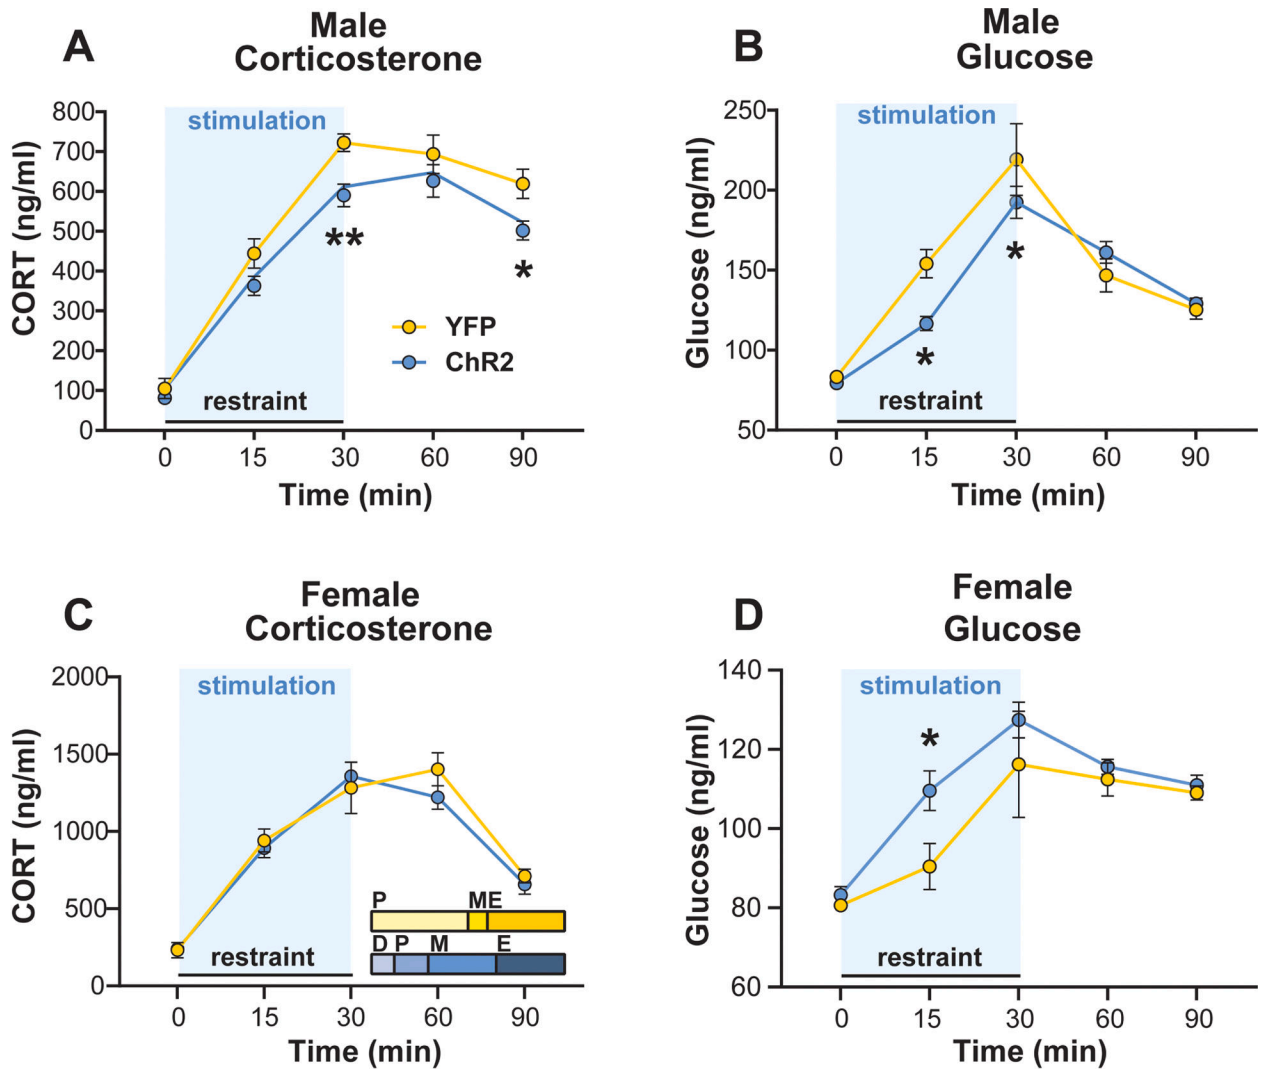 A
Male
Corticosterone
CORT (ng/ml)
800
700
600
500
400
300
200
100
0
stimulation
**
*
YFP
ChR2
restraint
0 15 30 60 90
Time (min)
B
Male
Glucose
Glucose (ng/ml)
250
200
150
100
50
stimulation
*
*
restraint
0 15 30 60 90
Time (min)
C
Female
Corticosterone
CORT (ng/ml)
2000
1500
1000
500
0
stimulation
restraint
P ME
D P M E
0 15 30 60 90
Time (min)
D
Female
Glucose
Glucose (ng/ml)
140
120
100
80
60
stimulation
*
restraint
0 15 30 60 90
Time (min)